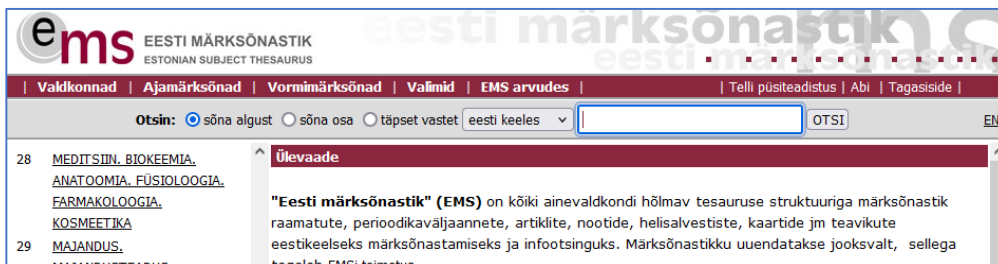 eesti märksõnastik
eesti märksõnastik
ems EESTI MÄRKSÕNASTIK
ESTONIAN SUBJECT THESAURUS
| Valdkonnad | Ajamärksõnad | Vormimärksõnad | Valimid | EMS arvudes | | Telli püsiteadistus | Abi | Tagasiside |
Otsin: sõna algust sõna osa täpset vastet eesti keeles OTSI EN
28 MEDITSIIN. BIOKEEMIA.
ANATOOMIA. FÜSIOLOOGIA.
FARMAKOLOOGIA.
KOSMEETIKA
29 MAJANDUS.
Ülevaade
"Eesti märksõnastik" (EMS) on kõiki ainevaldkondi hõlmav tesauruse struktuuriga märksõnastik
raamatute, perioodikaväljaannete, artiklite, nootide, helisalvestiste, kaartide jm teavikute
eestikeelseks märksõnastamiseks ja infootsinguks. Märksõnastikku uuendatakse jooksvalt, sellega